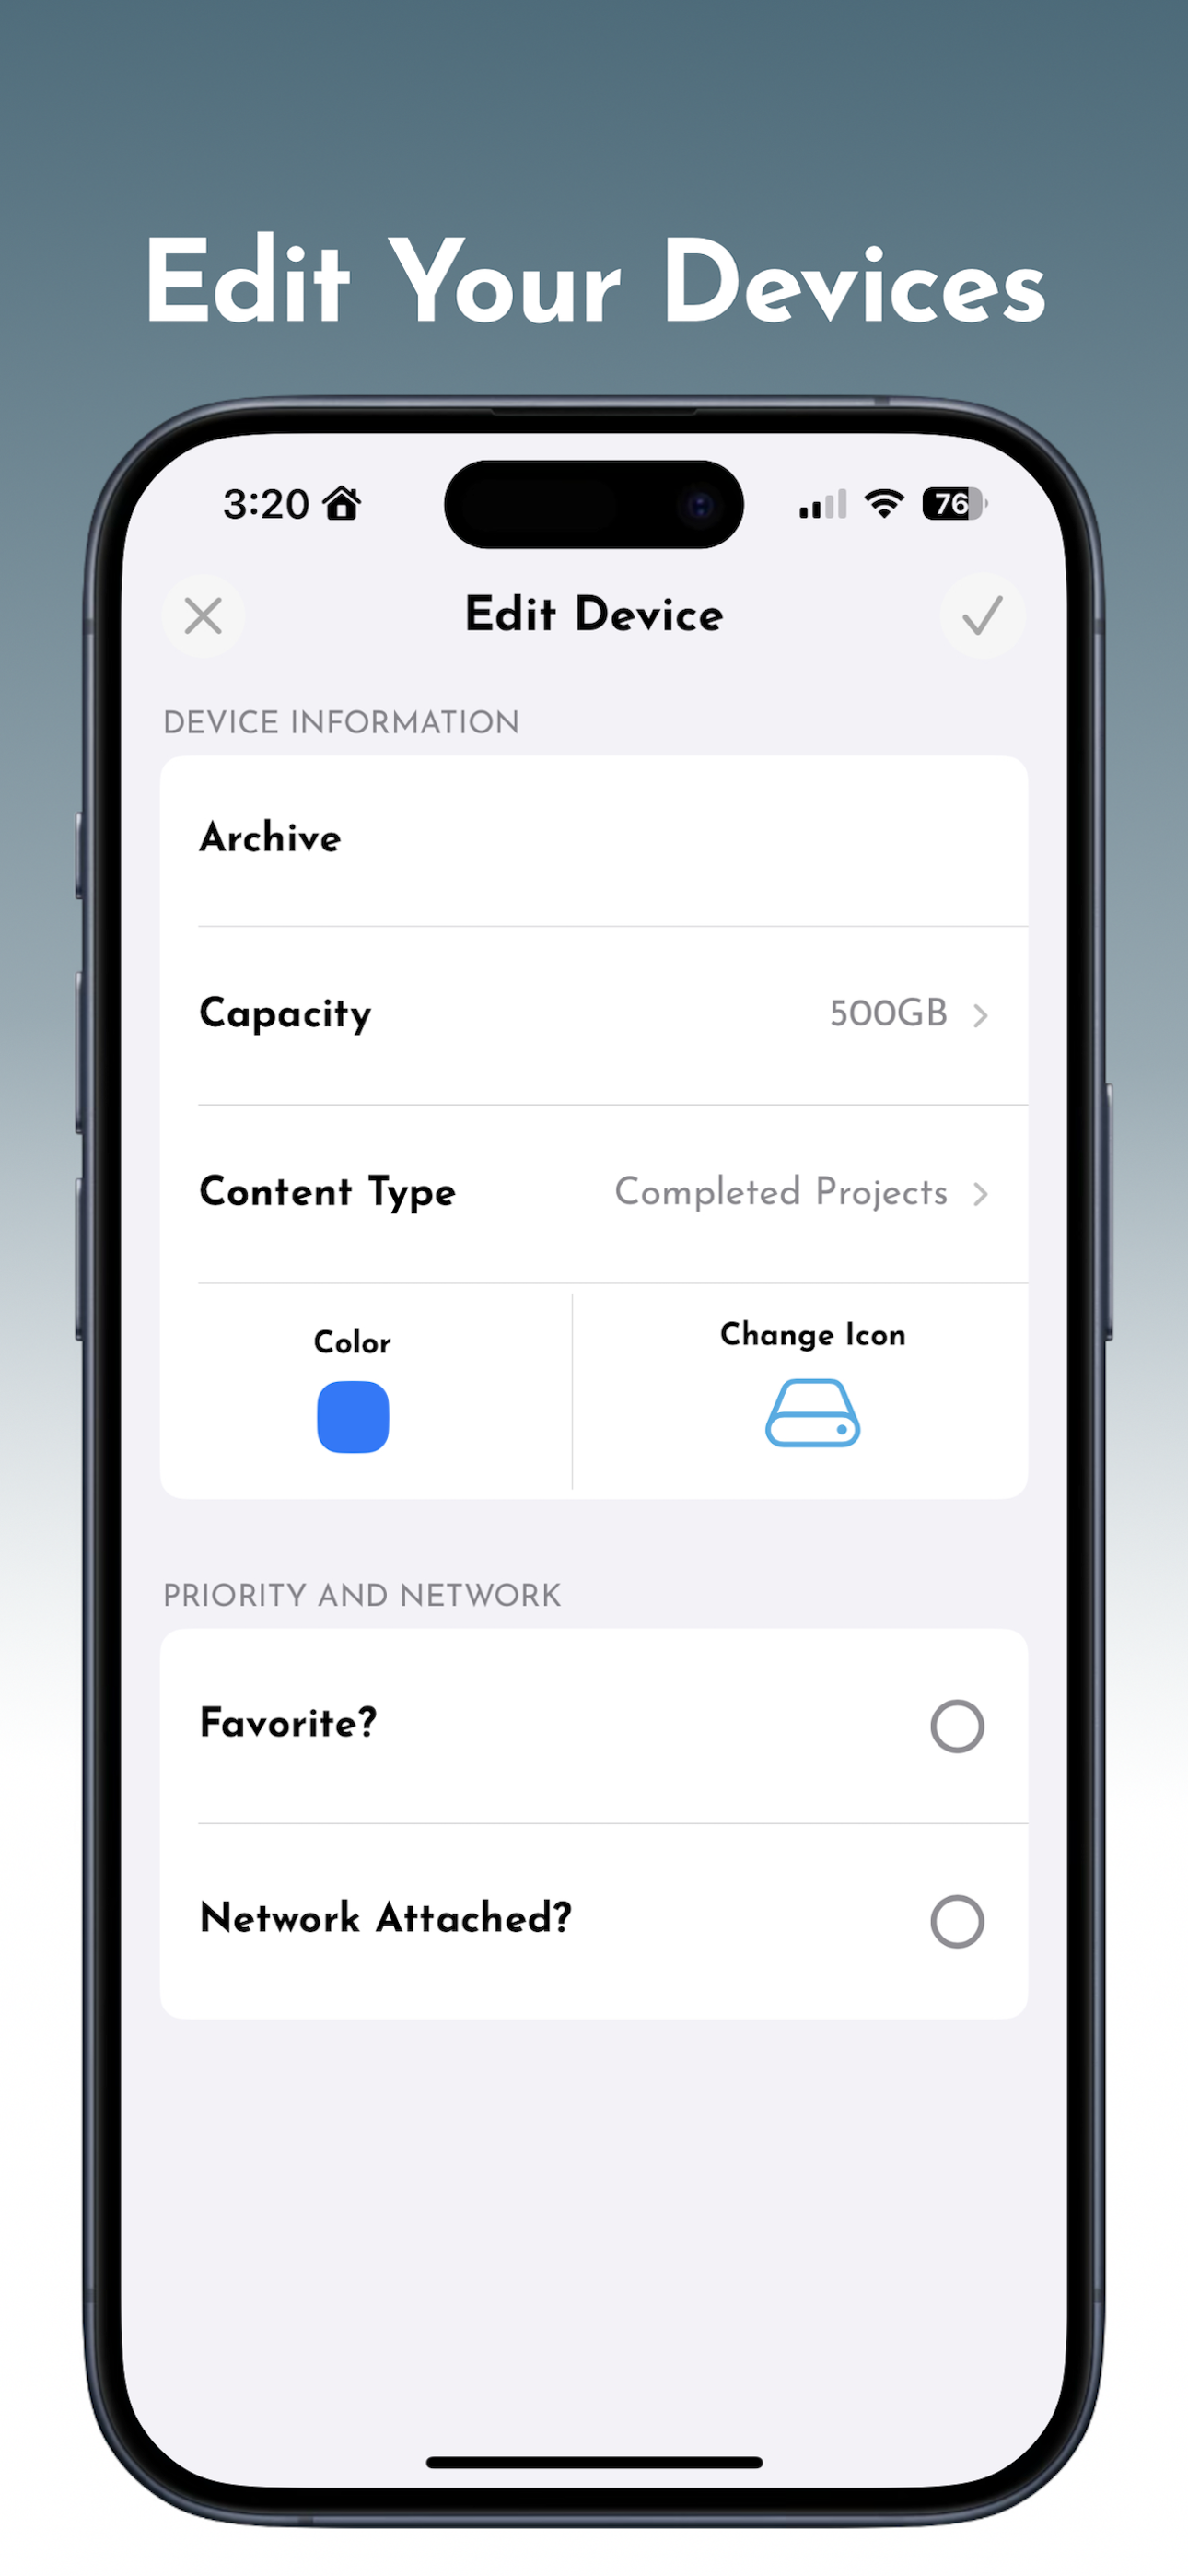 Edit Your Devices
3:20
76
Edit Device
DEVICE INFORMATION
Archive
Capacity 500GB
Content Type Completed Projects
Color Change Icon
PRIORITY AND NETWORK
Favorite?
Network Attached?